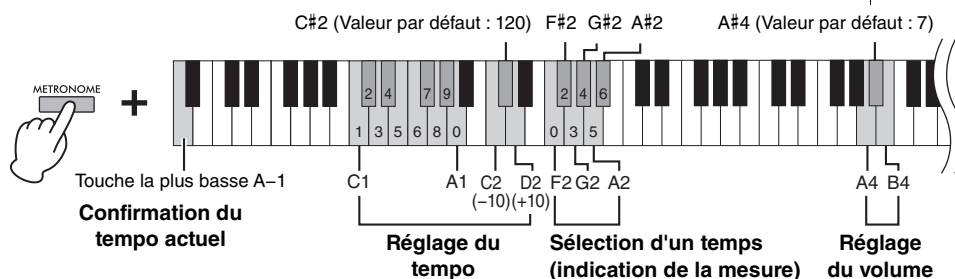 C#2 (Valeur par défaut : 120) F#2 G#2 A#2 A#4 (Valeur par défaut : 7)
METRONOME
+
2 4 7 9 2 4 6
1 3 5 6 8 0 0 3 5
Touche la plus basse A–1 C1 A1 C2 D2 F2 G2 A2 A4 B4
(–10) (+10)
Confirmation du
tempo actuel
Réglage du
tempo
Sélection d'un temps
(indication de la mesure)
Réglage
du volume